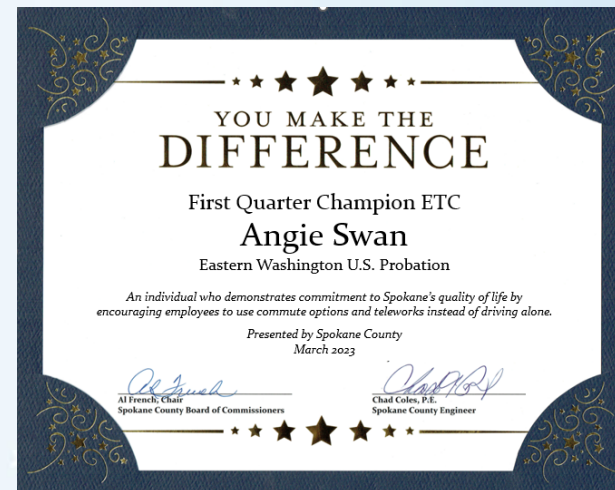 YOU MAKE THE
DIFFERENCE
First Quarter Champion ETC
Angie Swan
Eastern Washington U.S. Probation
An individual who demonstrates commitment to Spokane's quality of life by
encouraging employees to use commute options and teleworks instead of driving alone.
Presented by Spokane County
March 2023
Al French, Chair
Spokane County Board of Commissioners
Chad Coles, P.E.
Spokane County Engineer